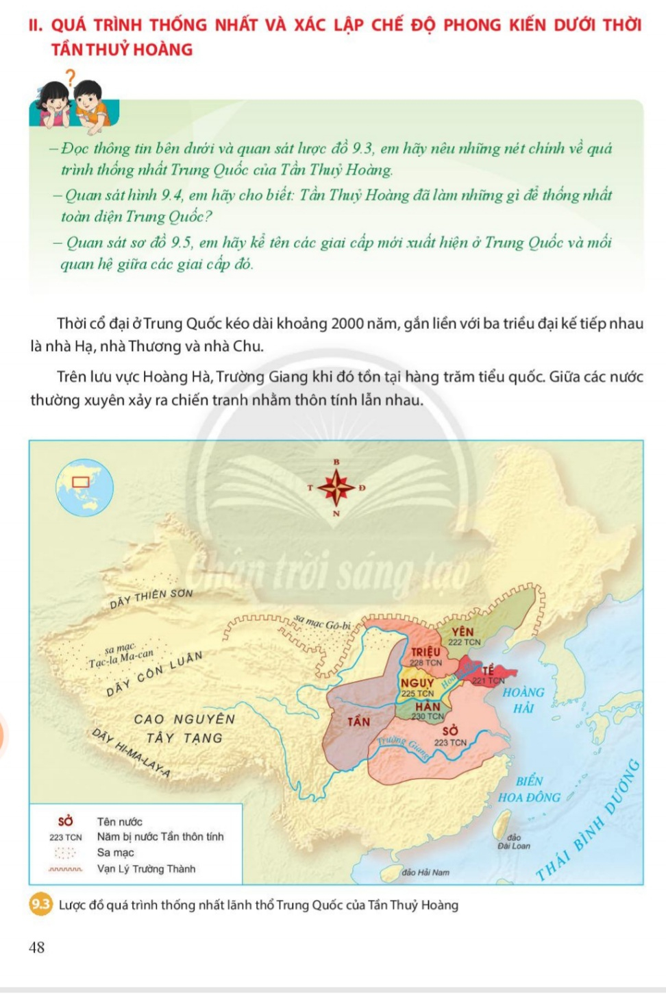 II. QUÁ TRÌNH THỐNG NHẤT VÀ XÁC LẬP CHẾ ĐỘ PHONG KIẾN DƯỚI THỜI
TẦN THUỶ HOÀNG
?
– Đọc thông tin bên dưới và quan sát lược đồ 9.3, em hãy nêu những nét chính về quá
trình thống nhất Trung Quốc của Tần Thuỷ Hoàng.
– Quan sát hình 9.4, em hãy cho biết: Tần Thuỷ Hoàng đã làm những gì để thống nhất
toàn diện Trung Quốc?
– Quan sát sơ đồ 9.5, em hãy kể tên các giai cấp mới xuất hiện ở Trung Quốc và mối
quan hệ giữa các giai cấp đó.
Thời cổ đại ở Trung Quốc kéo dài khoảng 2000 năm, gắn liền với ba triều đại kế tiếp nhau
là nhà Hạ, nhà Thương và nhà Chu.
Trên lưu vực Hoàng Hà, Trường Giang khi đó tồn tại hàng trăm tiểu quốc. Giữa các nước
thường xuyên xảy ra chiến tranh nhằm thôn tính lẫn nhau.
B
T Đ
N
Chân trời sáng tạo
DÃY THIÊN SƠN
sa mạc Gô-bi
sa mạc
Tac-la Ma-can
DÃY CÔN LUÂN
CAO NGUYÊN
TÂY TẠNG
DÃY HI-MA-LAY-A
YÊN
222 TCN
TRIỆU
228 TCN
TỀ
221 TCN
NGỤY
225 TCN
HÀN
230 TCN
TẦN
SỞ
223 TCN
Trường Giang
HOÀNG
HẢI
BIỂN
HOA ĐÔNG
THÁI BÌNH DƯƠNG
đảo
Đài Loan
đảo Hải Nam
SỞ Tên nước
223 TCN Năm bị nước Tần thôn tính
Sa mạc
Vạn Lý Trường Thành
9.3 Lược đồ quá trình thống nhất lãnh thổ Trung Quốc của Tần Thuỷ Hoàng
48